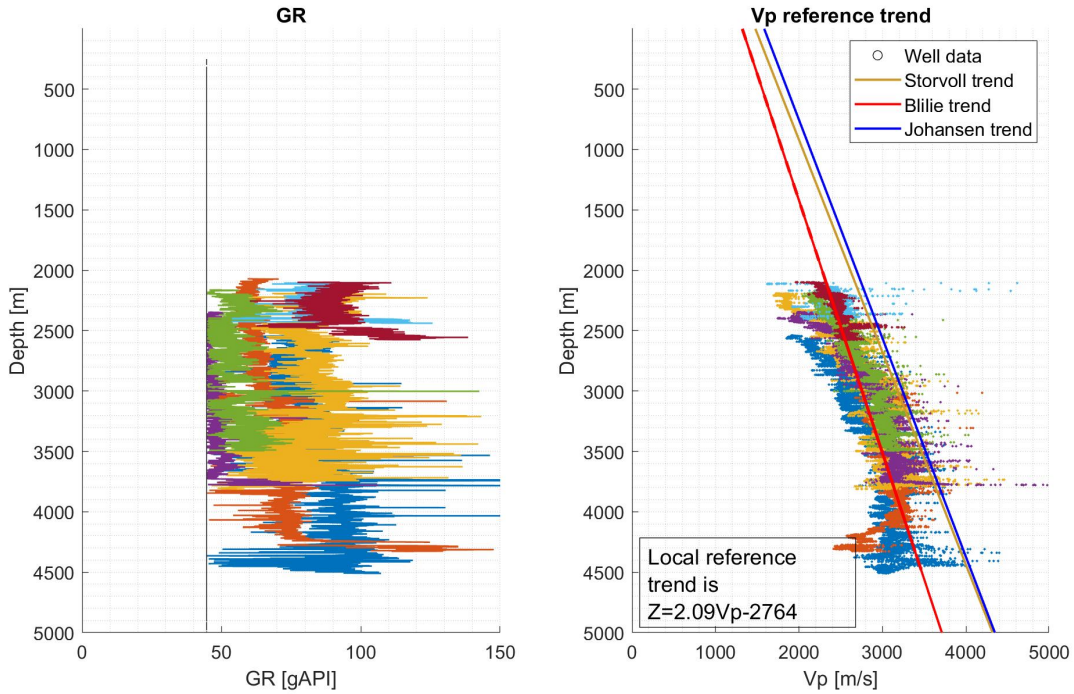 GR
Vp reference trend
500
1000
1500
2000
2500
3000
3500
4000
4500
5000
Depth [m]
0
50
100
150
GR [gAPI]
500
1000
1500
2000
2500
3000
3500
4000
4500
5000
Depth [m]
0
1000
2000
3000
4000
5000
Vp [m/s]
Well data
Storvoll trend
Blilie trend
Johansen trend
Local reference
trend is
Z=2.09Vp-2764